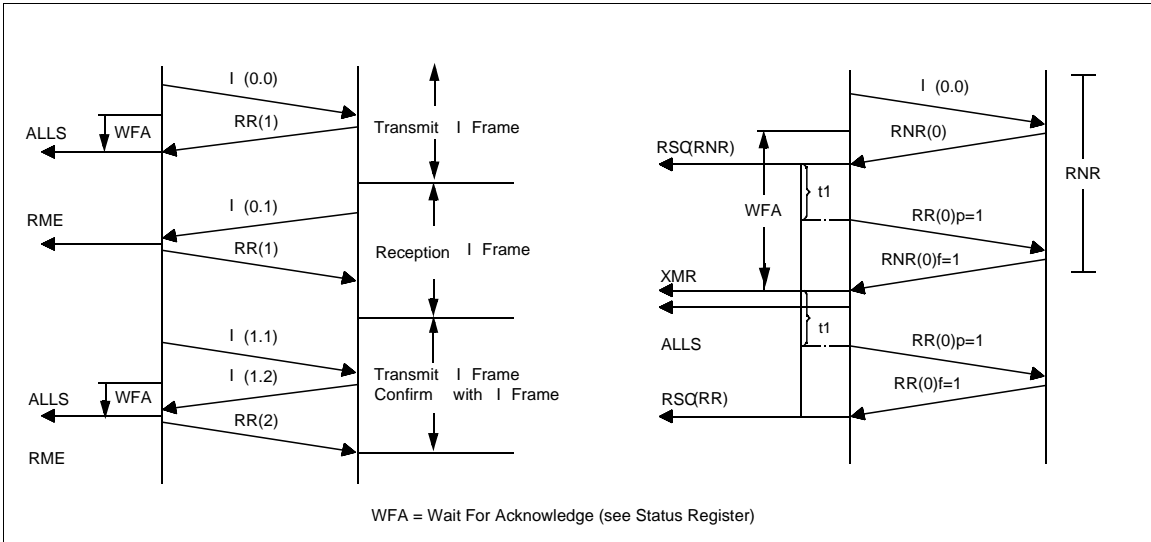 I (0.0)
WFA
ALLS
RR(1)
Transmit I Frame
I (0.1)
RME
RR(1)
Reception I Frame
I (1.1)
I (1.2)
WFA
ALLS
RR(2)
RME
Transmit I Frame
Confirm with I Frame
I (0.0)
RNR(0)
RSC(RNR)
t1
WFA
RNR
RR(0)p=1
RNR(0)f=1
XMR
t1
ALLS
RR(0)p=1
RR(0)f=1
RSC(RR)
WFA = Wait For Acknowledge (see Status Register)